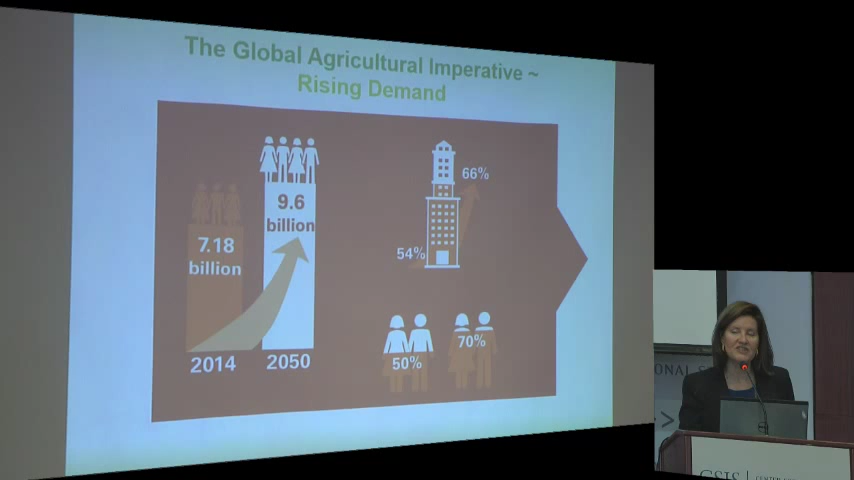 The Global Agricultural Imperative ~
Rising Demand
7.18
billion
2014
9.6
billion
2050
54%
66%
50%
70%
ONAL S
CSIS